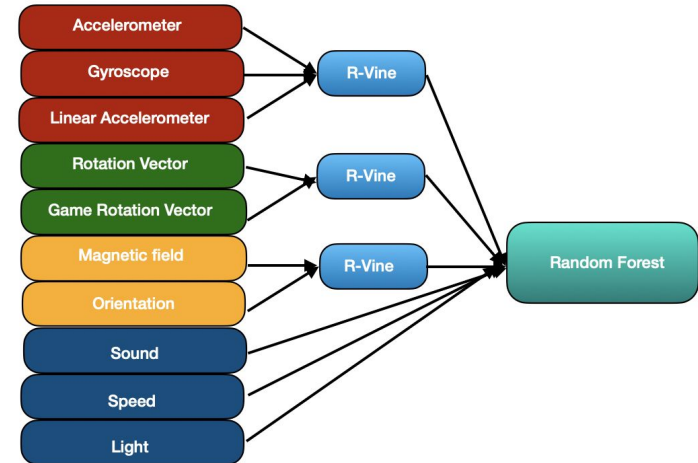 Accelerometer
Gyroscope
Linear Accelerometer
Rotation Vector
Game Rotation Vector
Magnetic field
Orientation
Sound
Speed
Light
R-Vine
R-Vine
R-Vine
Random Forest